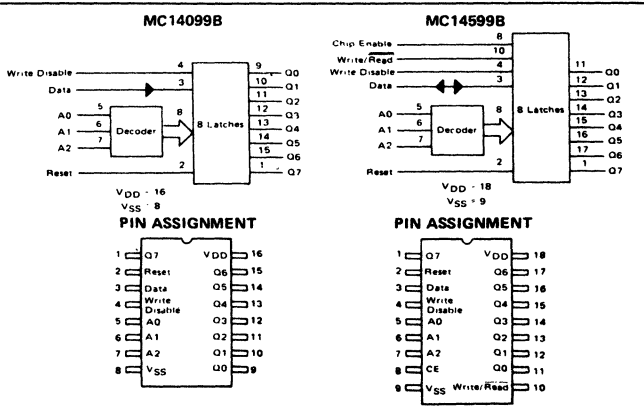 MC14099B
4
9
Q0
Write Disable
3
10
Q1
Data
11
Q2
12
Q3
A0 5
Decoder
8
8 Latches
13
Q4
A1 6
14
Q5
A2 7
15
Q6
Reset
2
1
Q7
VDD - 16
VSS - 8
PIN ASSIGNMENT
1 Q7 VDD 16
2 Reset Q6 15
3 Data Q5 14
4 Write Disable Q4 13
5 A0 Q3 12
6 A1 Q2 11
7 A2 Q1 10
8 VSS Q0 9
MC14599B
Chip Enable 8
Write/Read 10
Write Disable 4
Data 3
11 Q0
12 Q1
13 Q2
14 Q3
15 Q4
16 Q5
17 Q6
1 Q7
A0 5
A1 6
A2 7
Decoder
8
8 Latches
Reset
2
VDD - 18
VSS = 9
PIN ASSIGNMENT
1 Q7 VDD 18
2 Reset Q6 17
3 Data Q5 16
4 Write Disable Q4 15
5 A0 Q3 14
6 A1 Q2 13
7 A2 Q1 12
8 CE Q0 11
9 VSS Write/Read 10